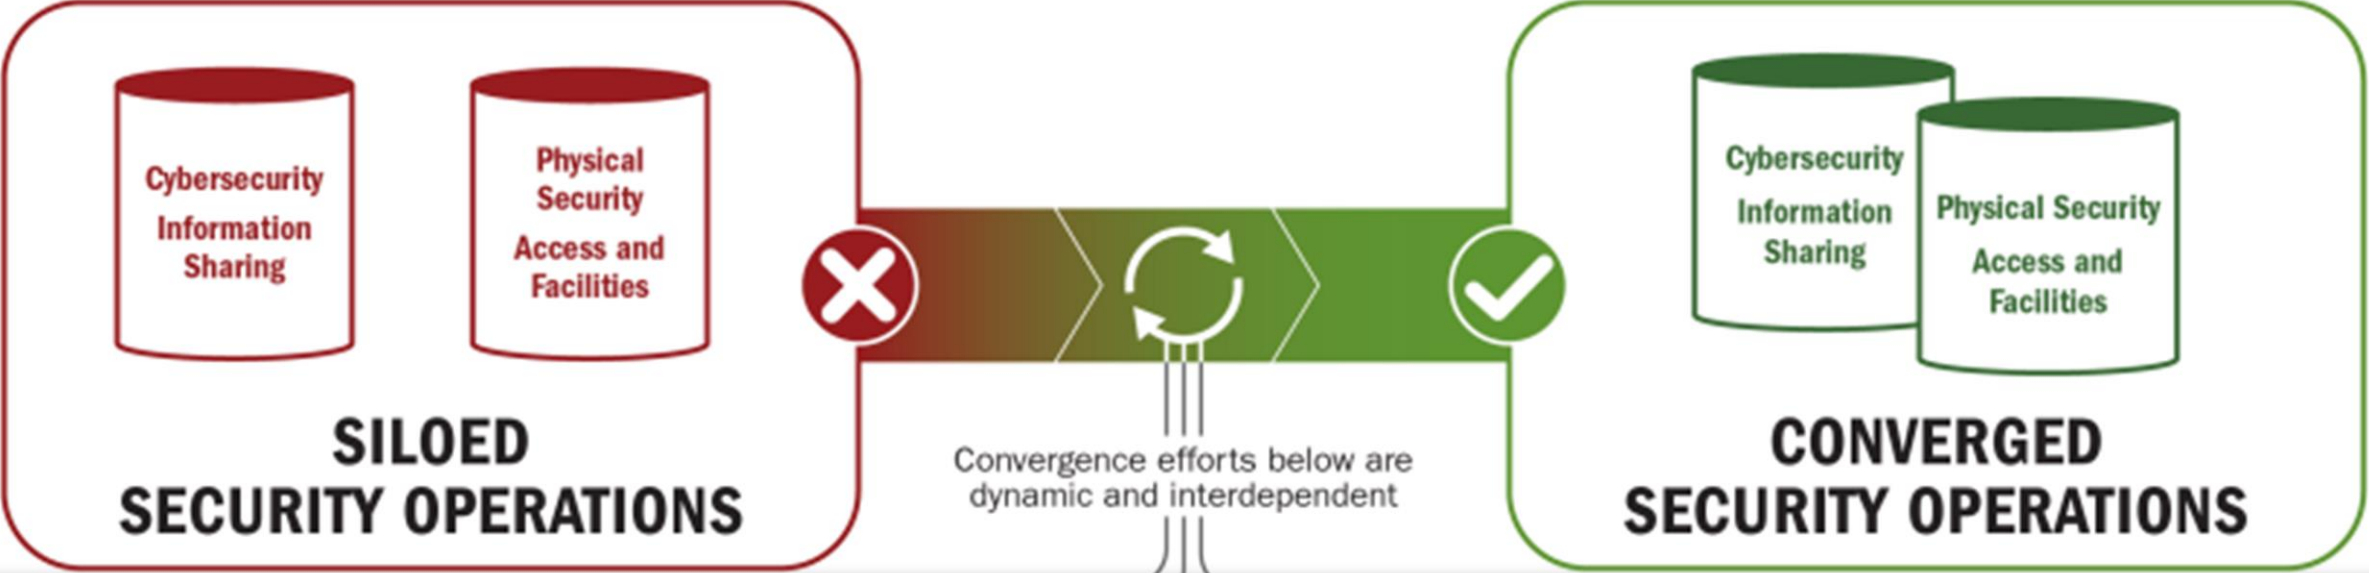 Cybersecurity
Information
Sharing
Physical
Security
Access and
Facilities
SILOED
SECURITY OPERATIONS
Convergence efforts below are
dynamic and interdependent
Cybersecurity
Information
Sharing
Physical Security
Access and
Facilities
CONVERGED
SECURITY OPERATIONS